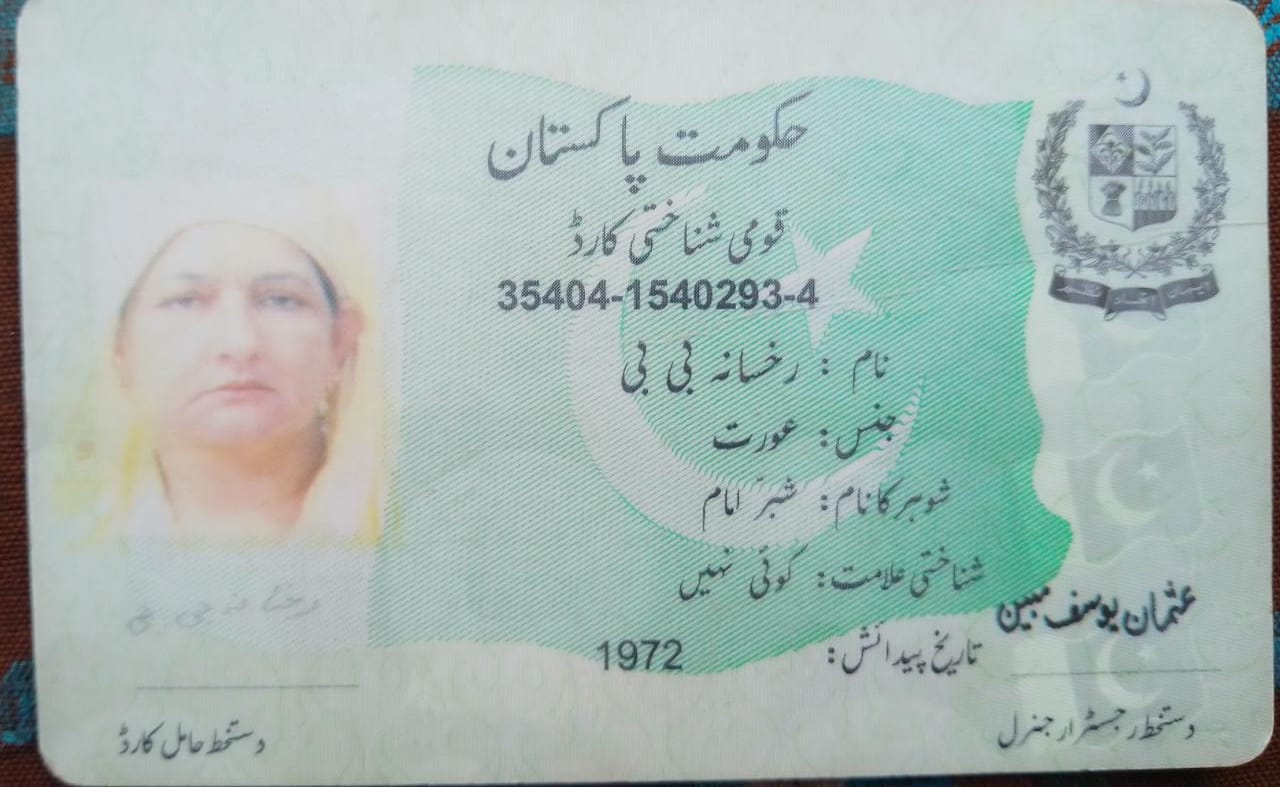 حکومت پاکستان
قومی شناختی کارڈ
35404-1540293-4
نام : رخسانہ بی بی
جنس: عورت
شوہر کا نام: شبرّ امام
شناختی علامت: کوئی نہیں
تاریخ پیدائش: 1972
عثمان یوسف مبین
دستخط رجسٹرار جنرل
رخسانہ بی بی
دستخط حامل کارڈ